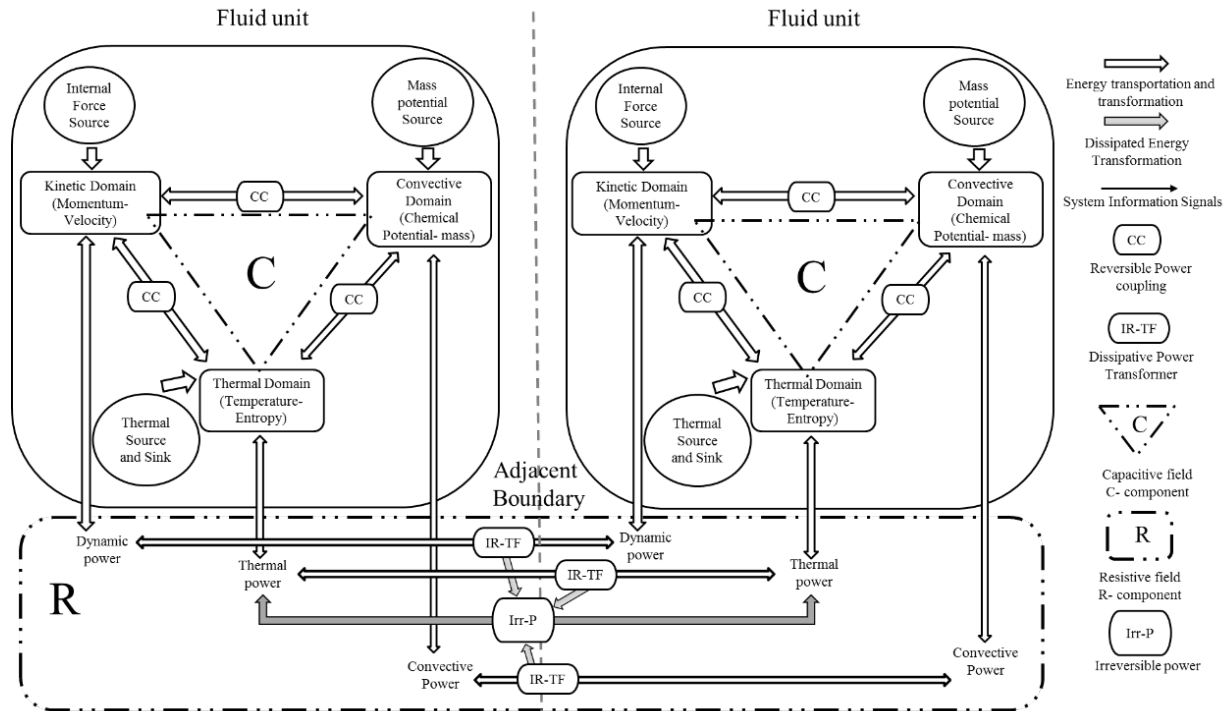 Fluid unit
Internal
Force
Source
Mass
potential
Source
Kinetic Domain
(Momentum-
Velocity)
CC
Convective
Domain
(Chemical
Potential- mass)
C
CC
CC
Thermal Domain
(Temperature-
Entropy)
Thermal
Source
and Sink
Fluid unit
Internal
Force
Source
Mass
potential
Source
Kinetic Domain
(Momentum-
Velocity)
CC
Convective
Domain
(Chemical
Potential- mass)
C
CC
CC
Thermal Domain
(Temperature-
Entropy)
Thermal
Source
and Sink
Adjacent
Boundary
R
Dynamic
power
IR-TF
Dynamic
power
Thermal
power
IR-TF
Thermal
power
Irr-P
Convective
Power
IR-TF
Convective
Power
Energy transportation and
transformation
Dissipated Energy
Transformation
System Information Signals
CC
Reversible Power
coupling
IR-TF
Dissipative Power
Transformer
C
Capacitive field
C- component
R
Resistive field
R- component
Irr-P
Irreversible power